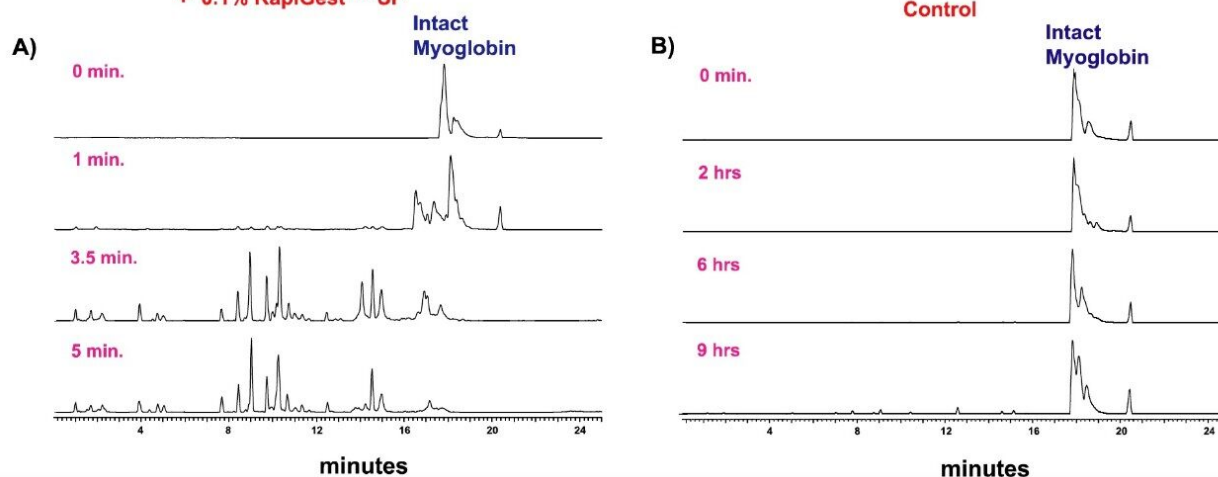 Control
A)
Intact
Myoglobin
0 min.
1 min.
3.5 min.
5 min.
4 8 12 16 20 24
minutes
B)
Intact
Myoglobin
0 min.
2 hrs
6 hrs
9 hrs
4 8 12 16 20 24
minutes